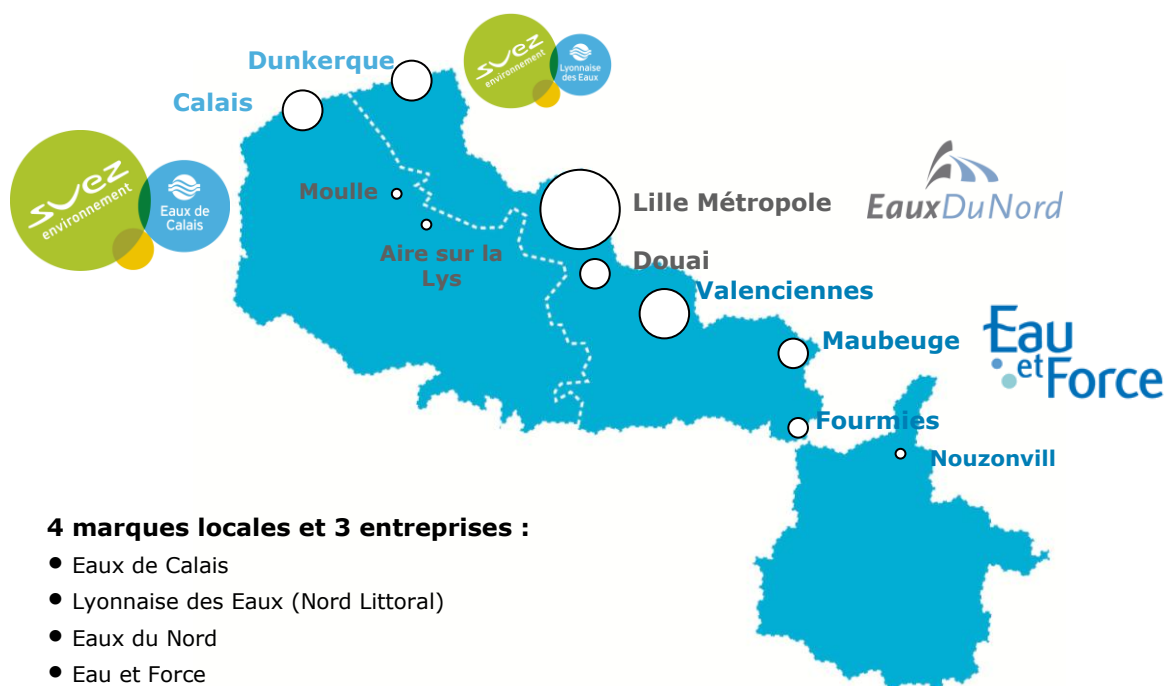 Dunkerque
suez
environnement
Lyonnaise
des Eaux
Calais
suez
environnement
Eaux de
Calais
Moulle
Aire sur la
Lys
Lille Métropole
EauxDuNord
Douai
Valenciennes
Maubeuge
Eau
et Force
Fourmies
Nouzonvill
4 marques locales et 3 entreprises :
• Eaux de Calais
• Lyonnaise des Eaux (Nord Littoral)
• Eaux du Nord
• Eau et Force